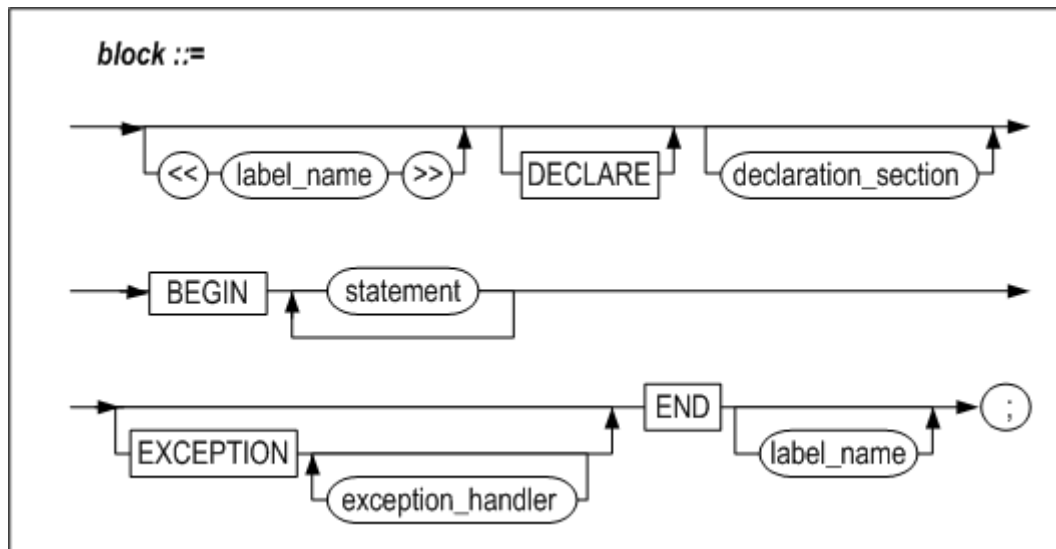 block ::=
<< label_name >> DECLARE declaration_section
BEGIN statement
EXCEPTION exception_handler END label_name ;